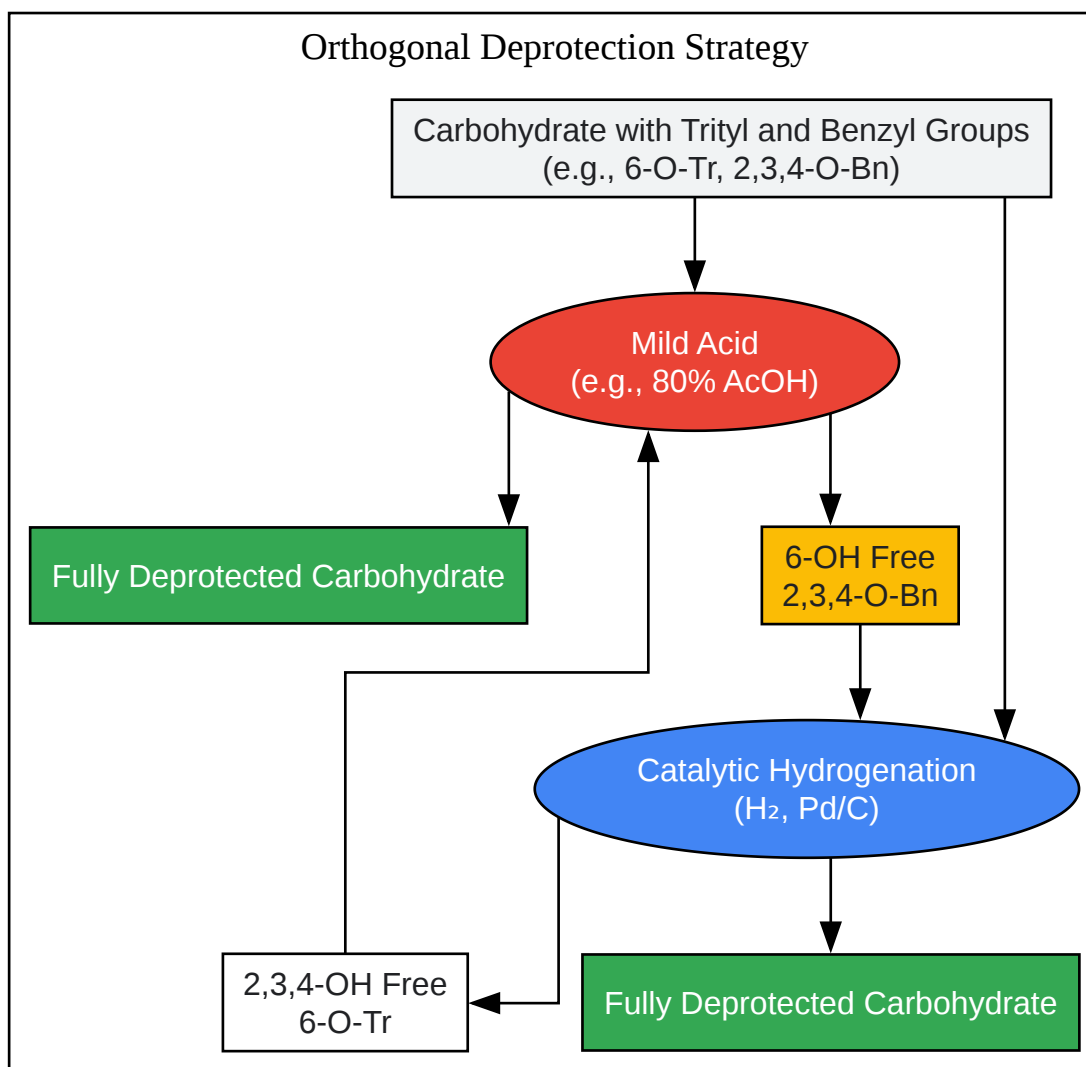 Orthogonal Deprotection Strategy
Carbohydrate with Trityl and Benzyl Groups
(e.g., 6-O-Tr, 2,3,4-O-Bn)
Mild Acid
(e.g., 80% AcOH)
Fully Deprotected Carbohydrate
6-OH Free
2,3,4-O-Bn
Catalytic Hydrogenation
(H₂, Pd/C)
2,3,4-OH Free
6-O-Tr
Fully Deprotected Carbohydrate